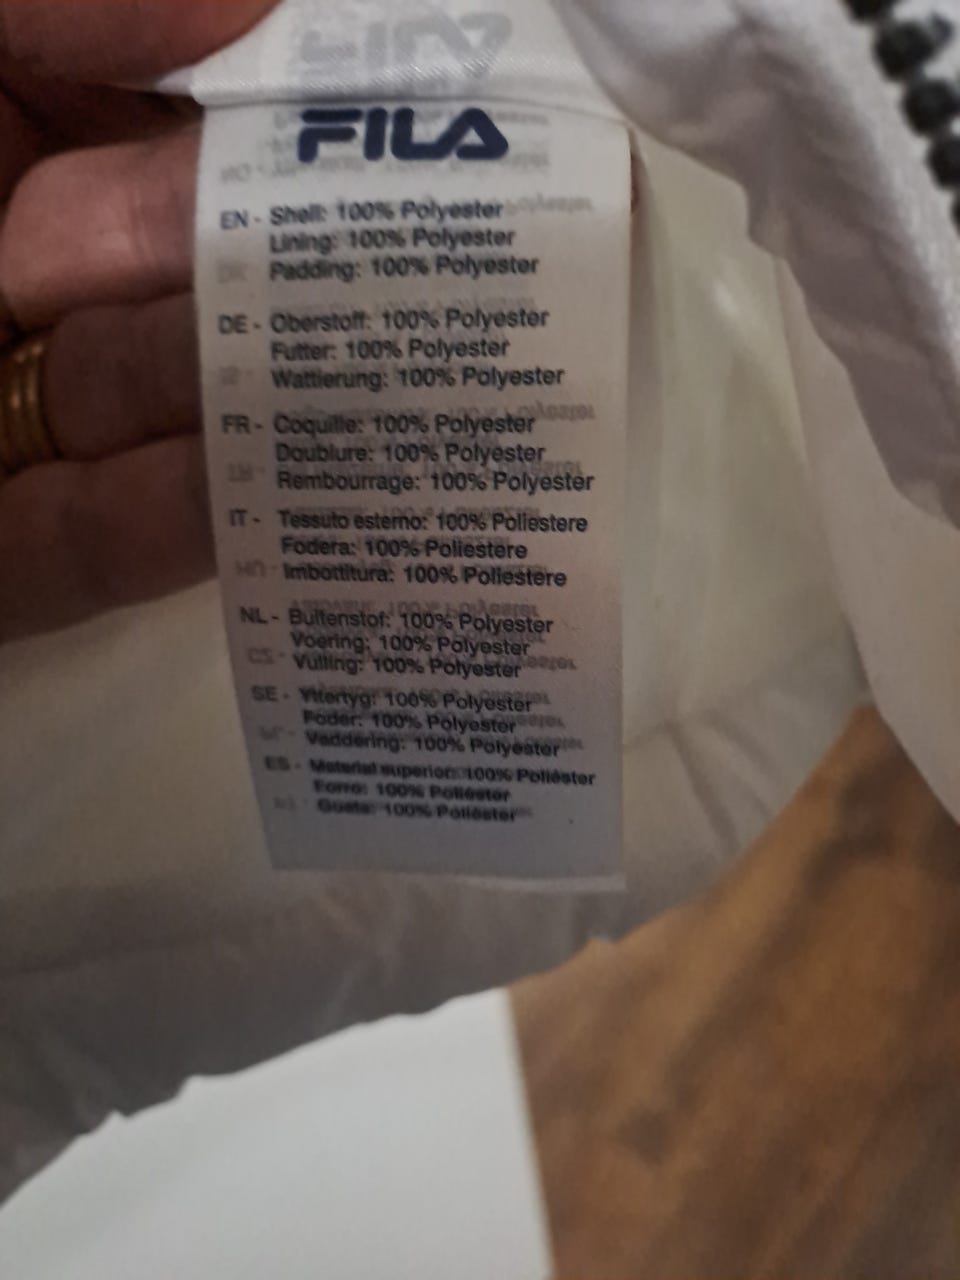 FILA
EN - Shell: 100% Polyester
Lining: 100% Polyester
Padding: 100% Polyester
DE - Oberstoff: 100% Polyester
Futter: 100% Polyester
Wattierung: 100% Polyester
FR - Coquille: 100% Polyester
Doublure: 100% Polyester
Rembourrage: 100% Polyester
IT - Tessuto esterno: 100% Poliestere
Fodera: 100% Poliestere
Imbottitura: 100% Poliestere
NL - Buitenstof: 100% Polyester
Voering: 100% Polyester
Vulling: 100% Polyester
SE - Yttertyg: 100% Polyester
Foder: 100% Polyester
Vaddering: 100% Polyester
ES - Material superior: 100% Poliéster
Forro: 100% Poliéster
100% Poliéster